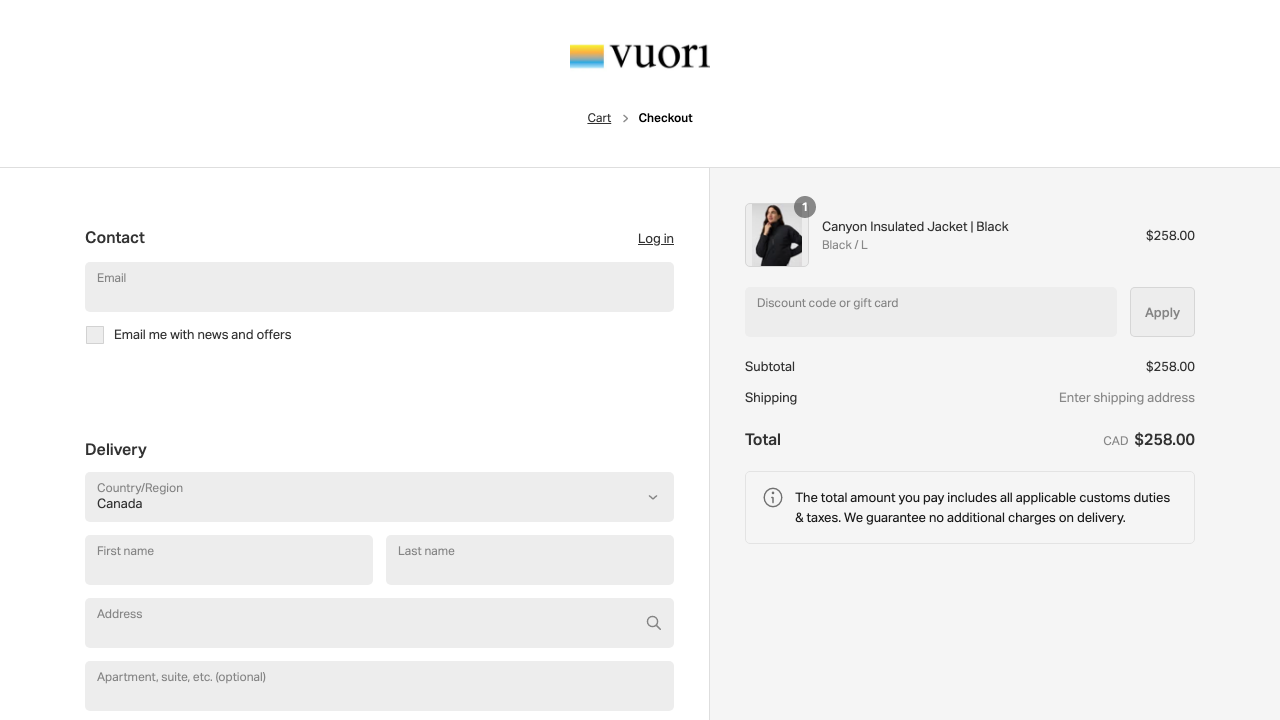 vuori
Cart > Checkout
Contact
Log in
Email
Email me with news and offers
Delivery
Country/Region
Canada
First name
Last name
Address
Apartment, suite, etc. (optional)
1
Canyon Insulated Jacket | Black
Black / L
$258.00
Discount code or gift card
Apply
Subtotal
$258.00
Shipping
Enter shipping address
Total
CAD $258.00
The total amount you pay includes all applicable customs duties
& taxes. We guarantee no additional charges on delivery.